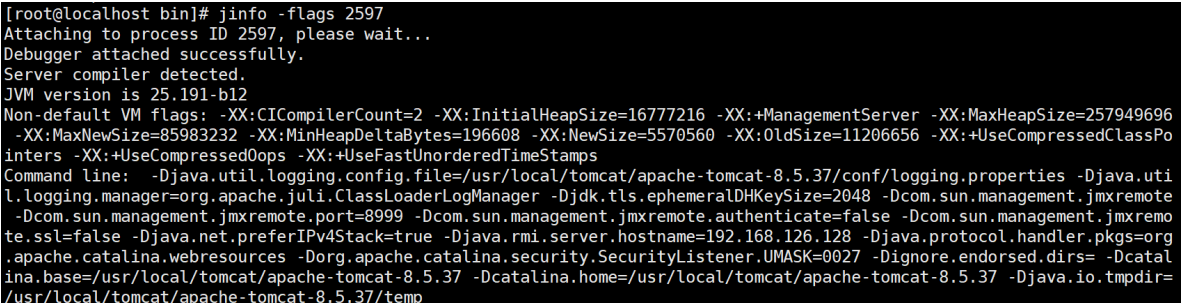 [root@localhost bin]# jinfo -flags 2597
Attaching to process ID 2597, please wait...
Debugger attached successfully.
Server compiler detected.
JVM version is 25.191-b12
Non-default VM flags: -XX:CICompilerCount=2 -XX:InitialHeapSize=16777216 -XX:+ManagementServer -XX:MaxHeapSize=257949696
 -XX:MaxNewSize=85983232 -XX:MinHeapDeltaBytes=196608 -XX:NewSize=5570560 -XX:OldSize=11206656 -XX:+UseCompressedClassPo
inters -XX:+UseCompressedOops -XX:+UseFastUnorderedTimeStamps
Command line:  -Djava.util.logging.config.file=/usr/local/tomcat/apache-tomcat-8.5.37/conf/logging.properties -Djava.uti
l.logging.manager=org.apache.juli.ClassLoaderLogManager -Djdk.tls.ephemeralDHKeySize=2048 -Dcom.sun.management.jmxremote
 -Dcom.sun.management.jmxremote.port=8999 -Dcom.sun.management.jmxremote.authenticate=false -Dcom.sun.management.jmxremo
te.ssl=false -Djava.net.preferIPv4Stack=true -Djava.rmi.server.hostname=192.168.126.128 -Djava.protocol.handler.pkgs=org
.apache.catalina.webresources -Dorg.apache.catalina.security.SecurityListener.UMASK=0027 -Dignore.endorsed.dirs= -Dcatal
ina.base=/usr/local/tomcat/apache-tomcat-8.5.37 -Dcatalina.home=/usr/local/tomcat/apache-tomcat-8.5.37 -Djava.io.tmpdir=
/usr/local/tomcat/apache-tomcat-8.5.37/temp